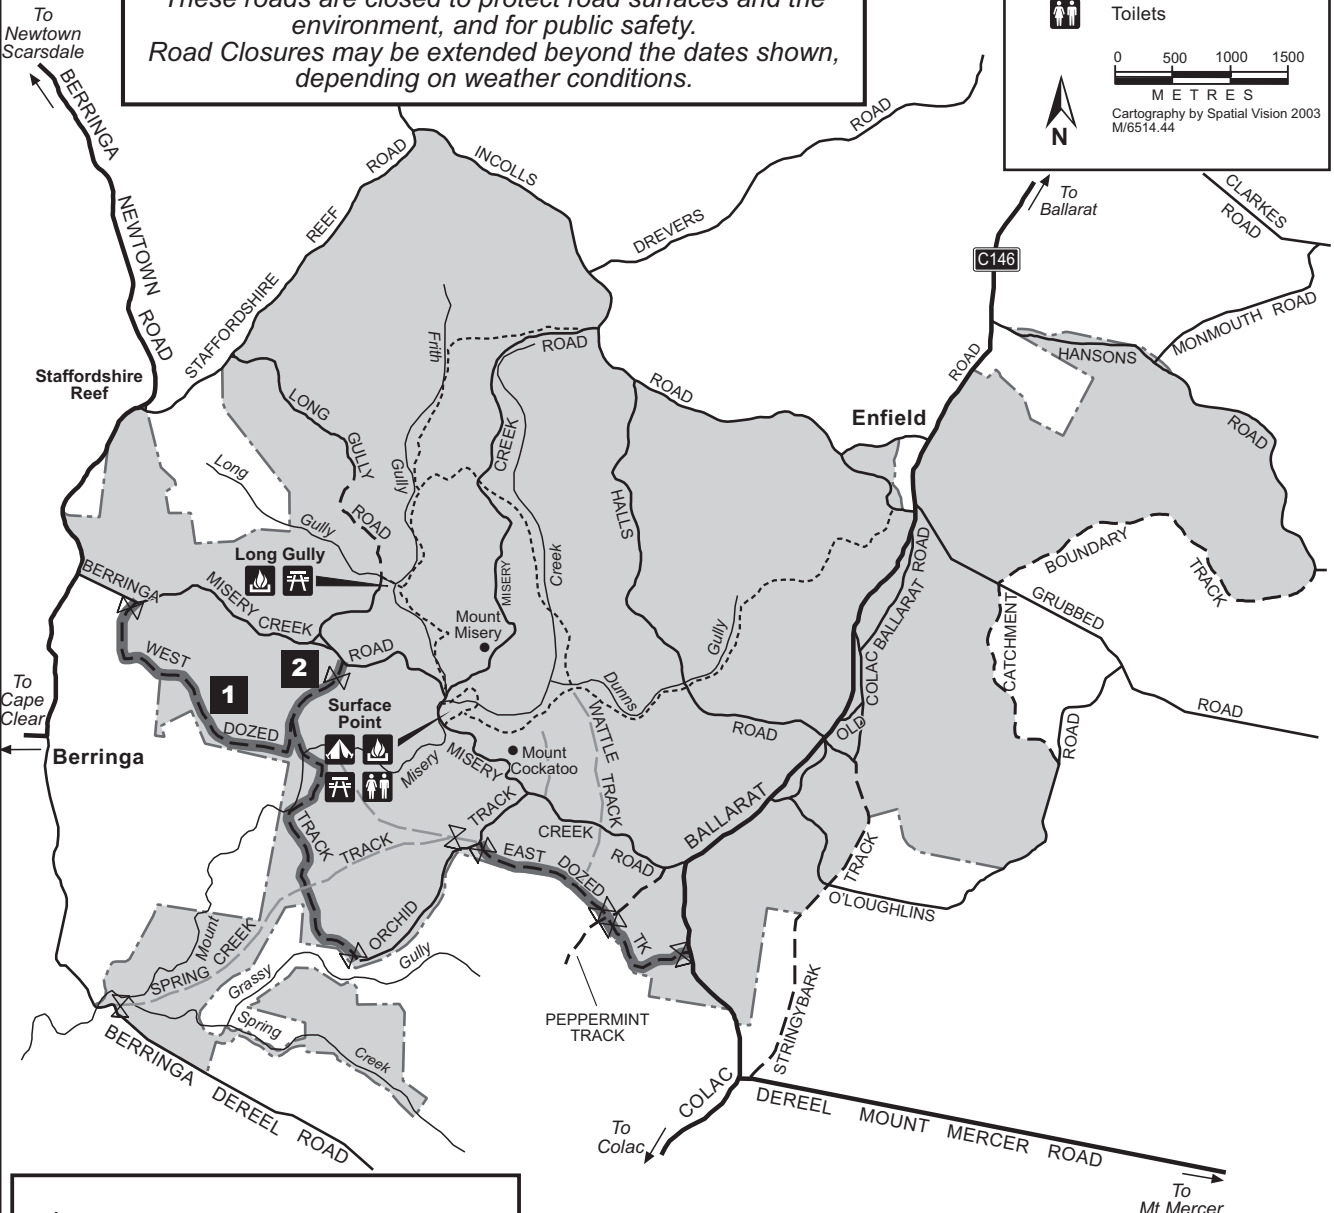 These roads are closed to protect road surfaces and the
environment, and for public safety.
Road Closures may be extended beyond the dates shown,
depending on weather conditions.
Toilets
0 500 1000 1500
METRES
Cartography by Spatial Vision 2003
M/6514.44
N
To
Newtown
Scarsdale
BERRINGA
NEWTOWN
ROAD
STAFFORDSHIRE
REEF
ROAD
INCOLLS
ROAD
DREVERS
ROAD
To
Ballarat
C146
CLARKES
ROAD
MONMOUTH ROAD
HANSONS
ROAD
ROAD
Staffordshire
Reef
Enfield
LONG
GULLY
ROAD
Long
Gully
Frith
Gully
ROAD
CREEK
MISERY
Creek
HALLS
ROAD
Long Gully
BERRINGA
MISERY
CREEK
ROAD
Mount
Misery
WEST
DOZED
TRACK
1
2
Surface
Point
Misery
Mount
Cockatoo
Dunns
Gully
WATTLE
TRACK
MISERY
CREEK
ROAD
BOUNDARY
TRACK
GRUBBED
ROAD
CATCHMENT
ROAD
COLAC BALLARAT ROAD
OLD
To
Cape
Clear
Berringa
BALLARAT
TRACK
TRACK
EAST
DOZED
TK
ORCHID
O'LOUGHLINS
TRACK
STRINGYBARK
Mount
SPRING CREEK
Grassy
Gully
Spring
Creek
PEPPERMINT
TRACK
BERRINGA
DEREEL
ROAD
COLAC
To
Colac
DEREEL MOUNT MERCER ROAD
To
Mt Mercer